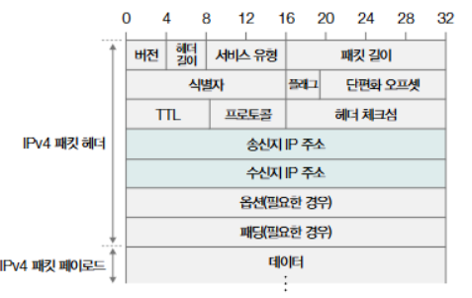 0 4 8 12 16 20 24 28 32
버전 헤더 길이 서비스 유형 패킷 길이
식별자 플래그 단편화 오프셋
TTL 프로토콜 헤더 체크섬
IPv4 패킷 헤더
송신지 IP 주소
수신지 IP 주소
옵션(필요한 경우)
패딩(필요한 경우)
IPv4 패킷 페이로드
데이터